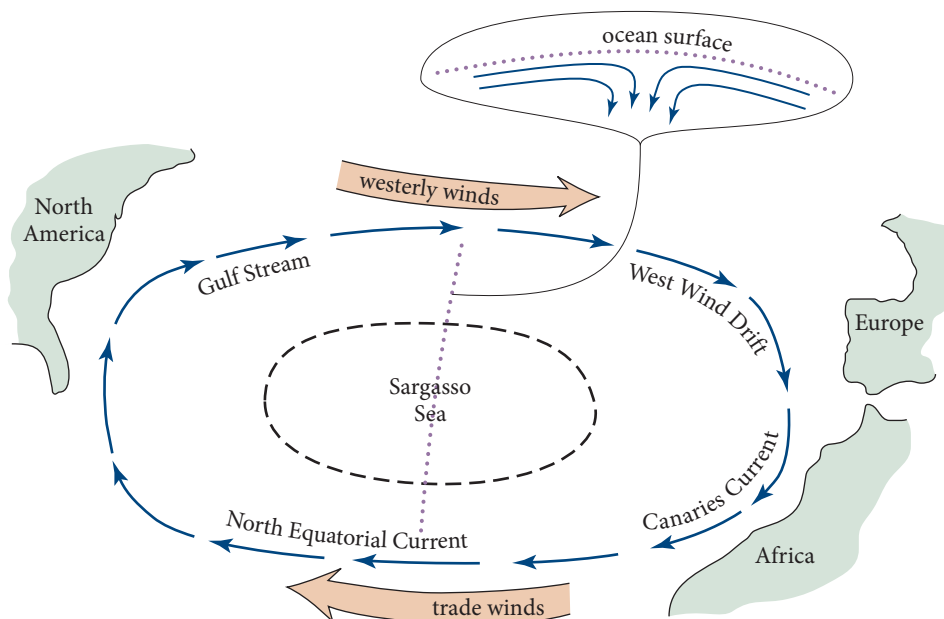 ocean surface
westerly winds
North
America
Gulf Stream
West Wind Drift
Europe
Sargasso
Sea
Canaries Current
North Equatorial Current
Africa
trade winds